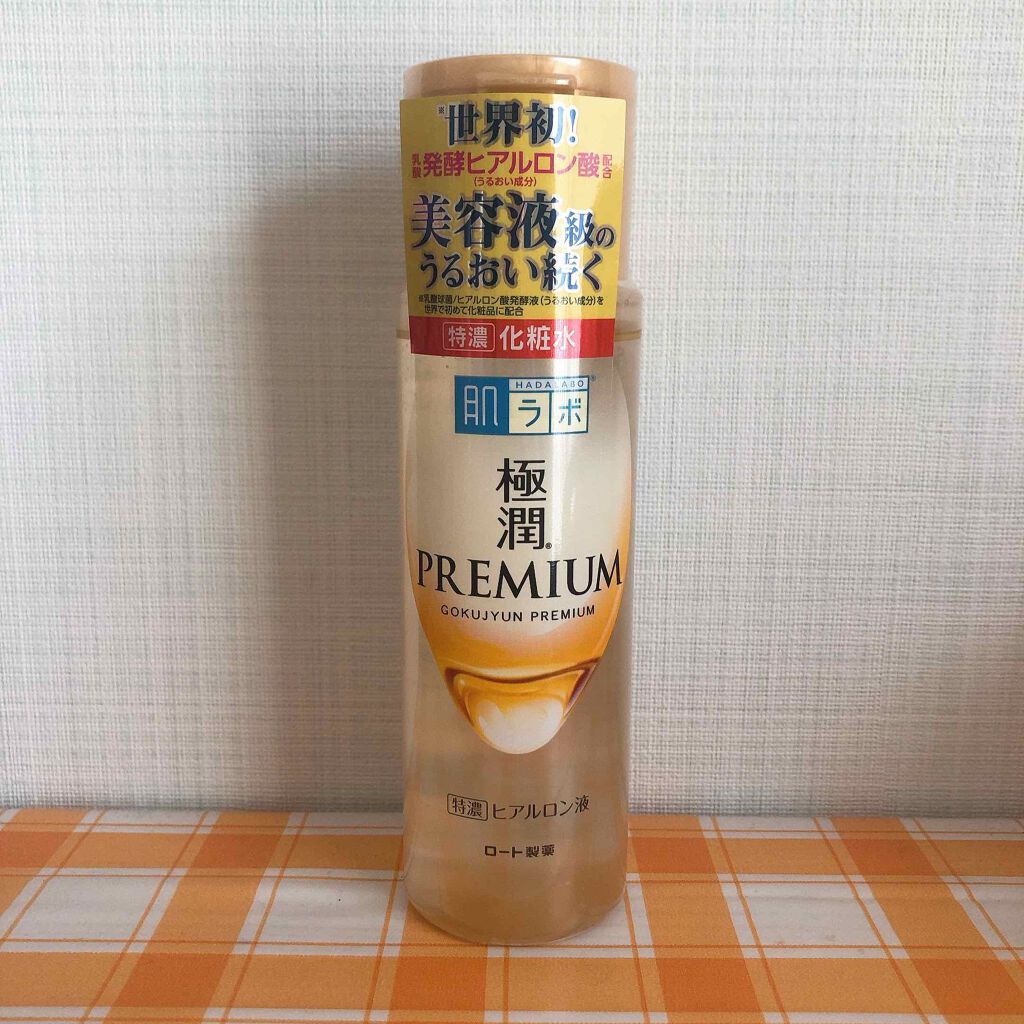 ※世界初!
乳酸発酵ヒアルロン酸配合
(うるおい成分)
美容液級の
うるおい続く
※乳酸球菌/ヒアルロン酸発酵液(うるおい成分)を
世界で初めて化粧品に配合
特濃 化粧水
HADALABO®
肌ラボ
極
潤®
PREMIUM
GOKUJYUN PREMIUM
特濃 ヒアルロン液
ロート製薬